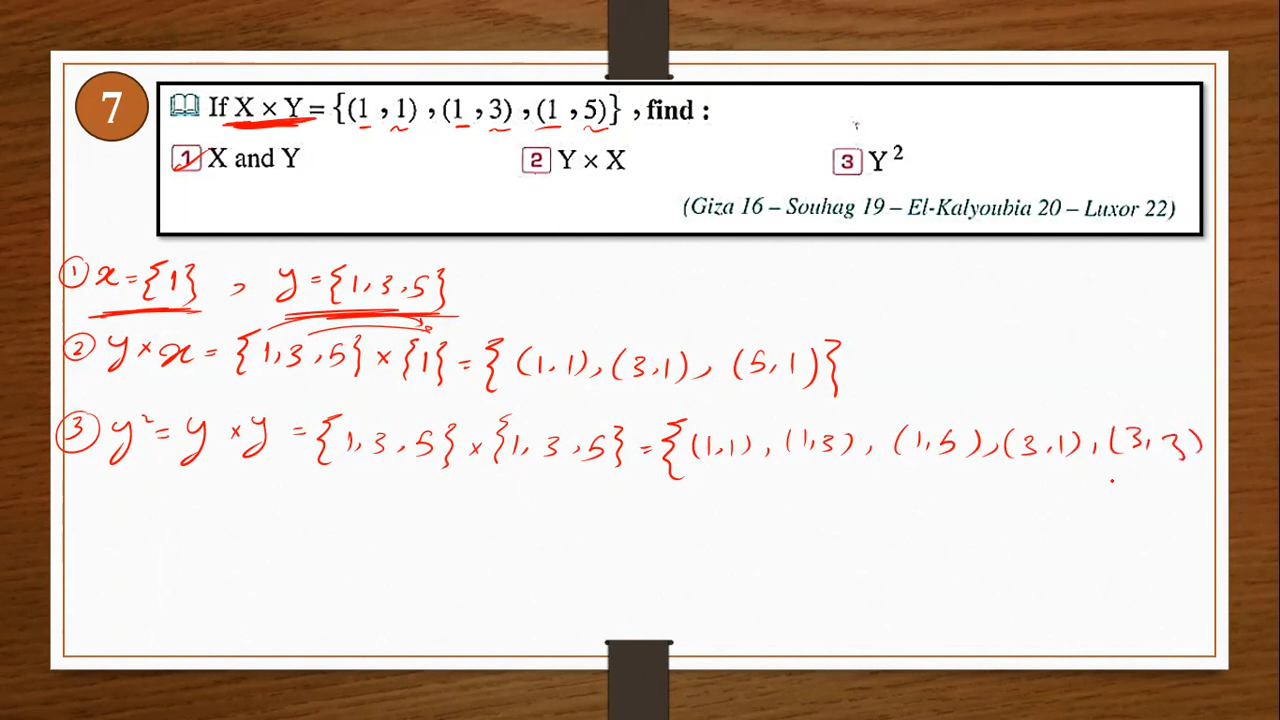 7
If X × Y = {(1 , 1) , (1 , 3) , (1 , 5)} , find :
1 X and Y 2 Y × X 3 Y²
(Giza 16 – Souhag 19 – El-Kalyoubia 20 – Luxor 22)
① x = {1} , y = {1,3,5}
② y × x = {1,3,5} × {1} = {(1,1),(3,1), (5,1)}
③ y² = y × y = {1,3,5} × {1,3,5} = {(1,1), (1,3), (1,5),(3,1),(3,3)